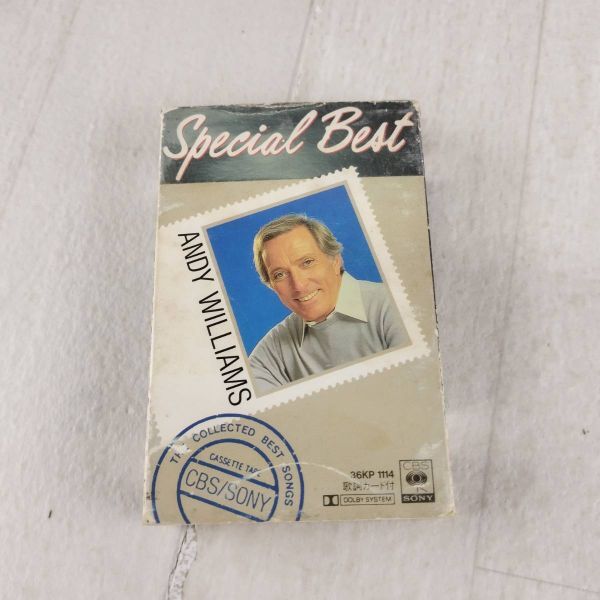 Special Best
ANDY WILLIAMS
THE COLLECTED BEST SONGS
CASSETTE TAPE
CBS/SONY
36KP 1114
歌詞カード付
DOLBY SYSTEM
CBS
SONY